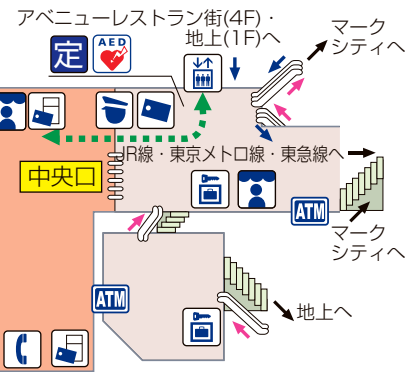 アベニューレストラン街(4F)・
地上(1F)へ
マーク
シティへ
定
AED
JR線・東京メトロ線・東急線へ
中央口
ATM
マーク
シティへ
ATM
地上へ